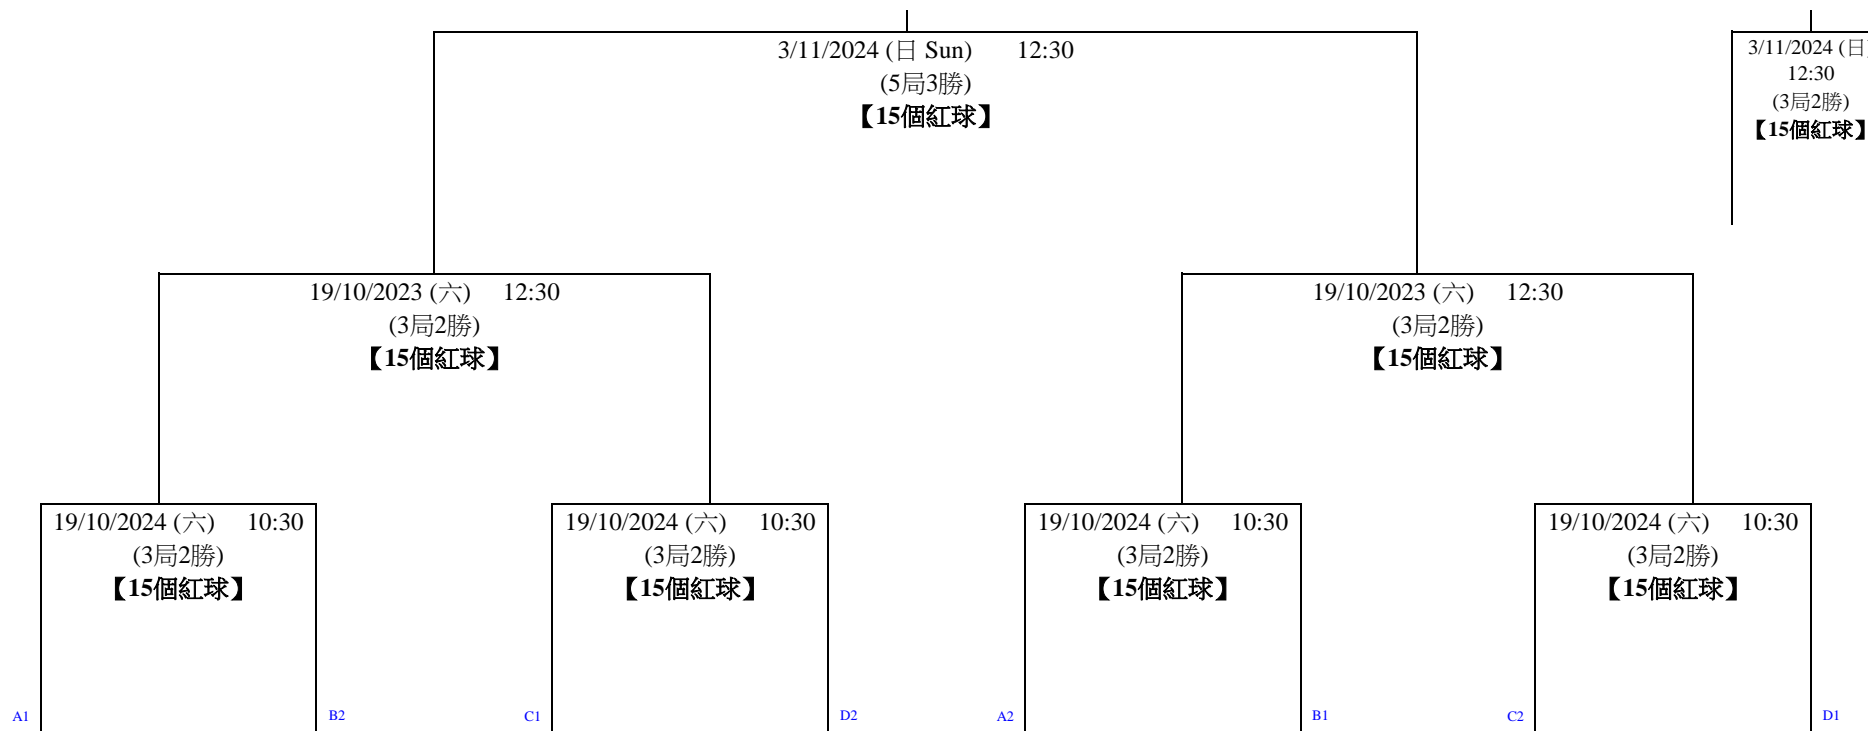 3/11/2024 (日 Sun) 12:30
(5局3勝)
【15個紅球】
3/11/2024 (日
12:30
(3局2勝)
【15個紅球】
19/10/2023 (六) 12:30
(3局2勝)
【15個紅球】
19/10/2023 (六) 12:30
(3局2勝)
【15個紅球】
19/10/2024 (六) 10:30
(3局2勝)
【15個紅球】
19/10/2024 (六) 10:30
(3局2勝)
【15個紅球】
19/10/2024 (六) 10:30
(3局2勝)
【15個紅球】
19/10/2024 (六) 10:30
(3局2勝)
【15個紅球】
A1
B2
C1
D2
A2
B1
C2
D1